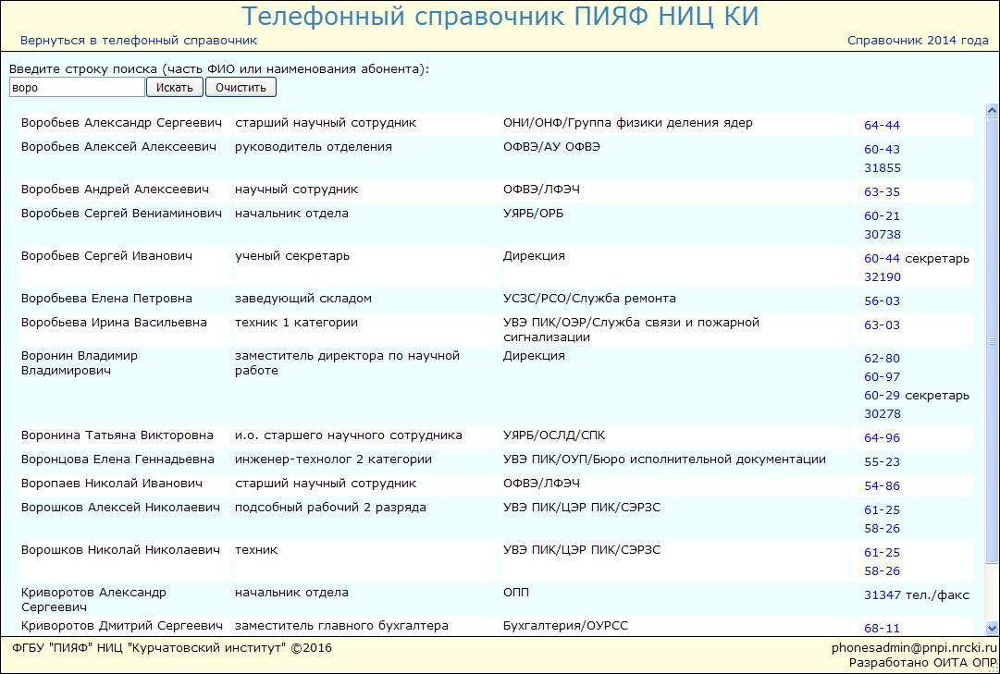 Телефонный справочник ПИЯФ НИЦ КИ
Вернуться в телефонный справочник Справочник 2014 года
Введите строку поиска (часть ФИО или наименования абонента):
воро Искать Очистить
Воробьев Александр Сергеевич старший научный сотрудник ОНИ/ОНФ/Группа физики деления ядер 64-44
Воробьев Алексей Алексеевич руководитель отделения ОФВЭ/АУ ОФВЭ 60-43
31855
Воробьев Андрей Алексеевич научный сотрудник ОФВЭ/ЛФЭЧ 63-35
Воробьев Сергей Вениаминович начальник отдела УЯРБ/ОРБ 60-21
30738
Воробьев Сергей Иванович ученый секретарь Дирекция 60-44 секретарь
32190
Воробьева Елена Петровна заведующий складом УСЗС/РСО/Служба ремонта 56-03
Воробьева Ирина Васильевна техник 1 категории УВЭ ПИК/ОЭР/Служба связи и пожарной 63-03
сигнализации
Воронин Владимир заместитель директора по научной Дирекция 62-80
Владимирович работе 60-97
60-29 секретарь
30278
Воронина Татьяна Викторовна и.о. старшего научного сотрудника УЯРБ/ОСЛД/СПК 64-96
Воронцова Елена Геннадьевна инженер-технолог 2 категории УВЭ ПИК/ОУП/Бюро исполнительной документации 55-23
Воропаев Николай Иванович старший научный сотрудник ОФВЭ/ЛФЭЧ 54-86
Ворошков Алексей Николаевич подсобный рабочий 2 разряда УВЭ ПИК/ЦЭР ПИК/СЭРЗС 61-25
58-26
Ворошков Николай Николаевич техник УВЭ ПИК/ЦЭР ПИК/СЭРЗС 61-25
58-26
Криворотов Александр начальник отдела ОПП 31347 тел./факс
Сергеевич
Криворотов Дмитрий Сергеевич заместитель главного бухгалтера Бухгалтерия/ОУРСС 68-11
ФГБУ "ПИЯФ" НИЦ "Курчатовский институт" ©2016 phonesadmin@pnpi.nrcki.ru
Разработано ОИТА ОПР